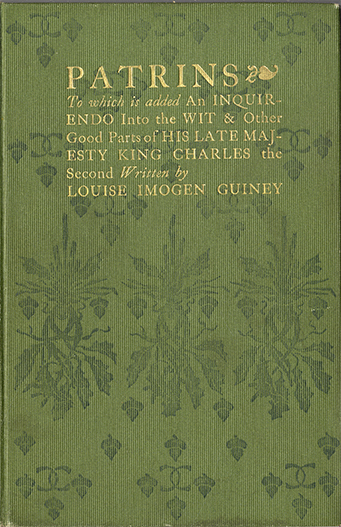 PATRINS
To which is added An INQUIR-
ENDO Into the WIT & Other
Good Parts of HIS LATE MAJ-
ESTY KING CHARLES the
Second Written by
LOUISE IMOGEN GUINEY